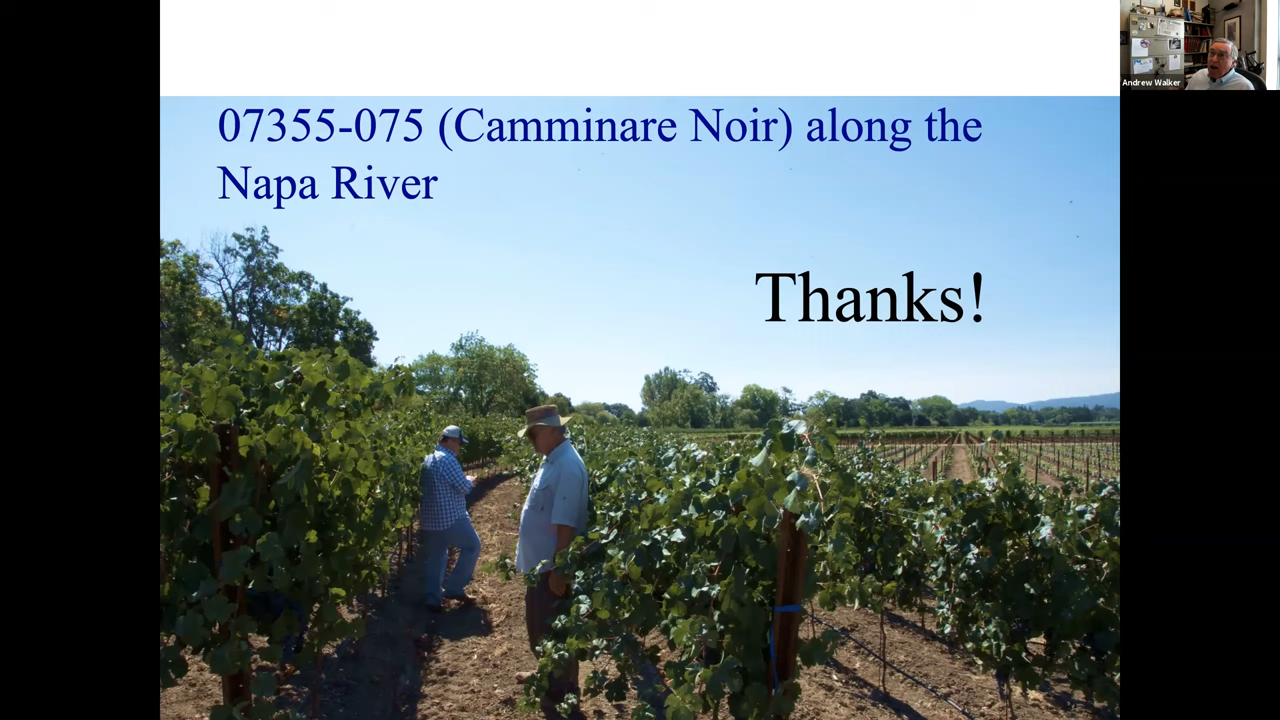 07355-075 (Camminare Noir) along the
Napa River
Thanks!
Andrew Walker